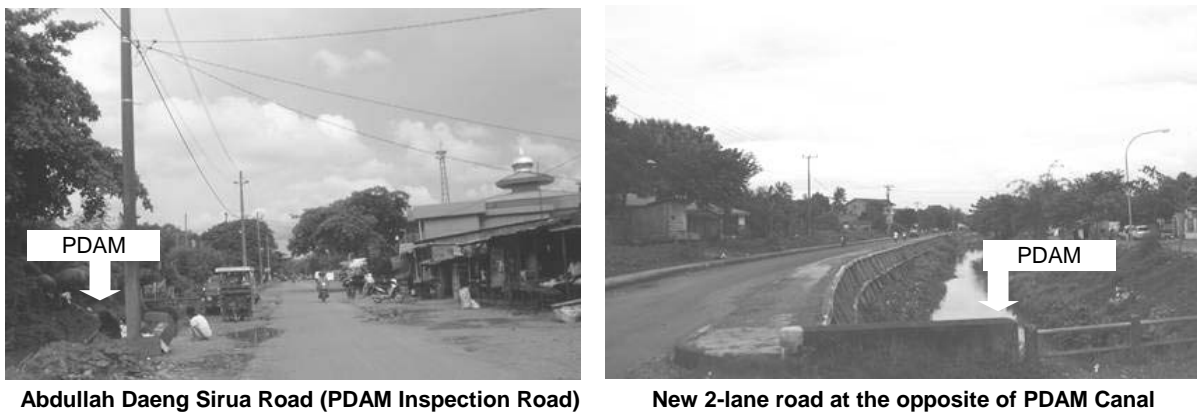 PDAM
PDAM
Abdullah Daeng Sirua Road (PDAM Inspection Road)
New 2-lane road at the opposite of PDAM Canal